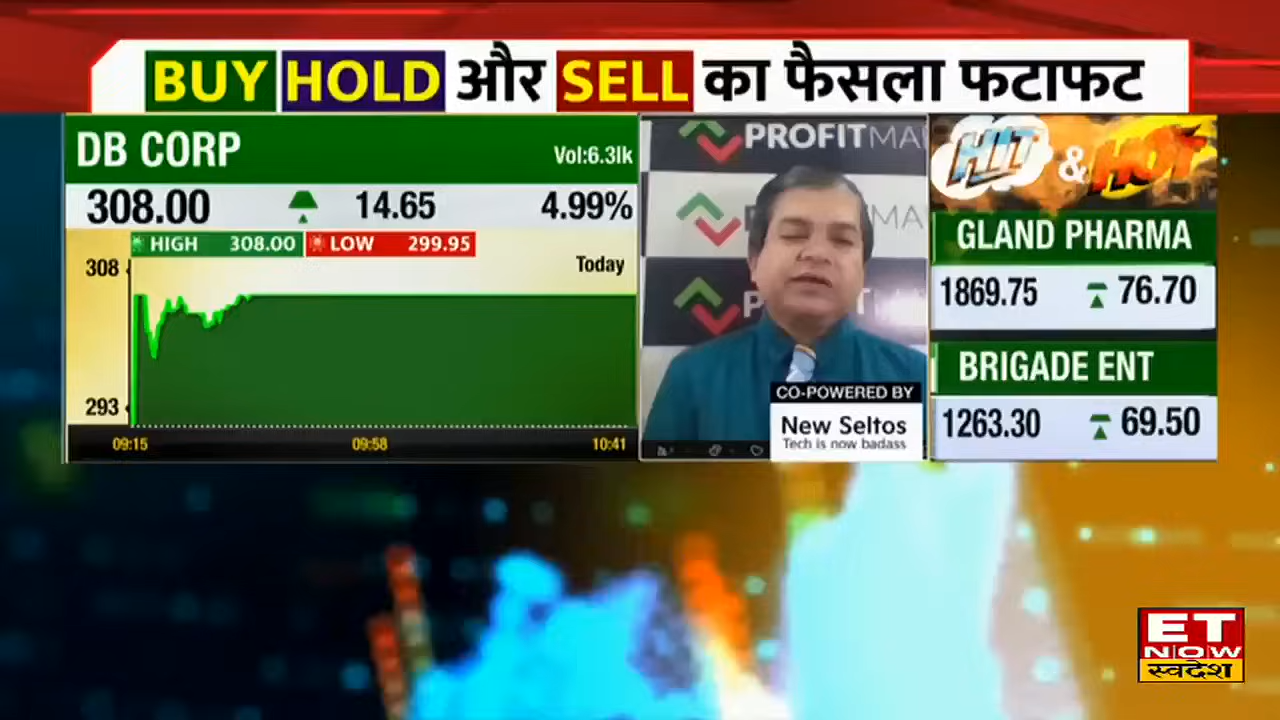 BUY HOLD और SELL का फैसला फटाफट
DB CORP
Vol:6.3lk
308.00 14.65 4.99%
HIGH 308.00 LOW 299.95
308
Today
293
09:15 09:58 10:41
PROFITMA
MA
P
CO-POWERED BY
New Seltos
Tech is now badass
HIT & HOT
GLAND PHARMA
1869.75 76.70
BRIGADE ENT
1263.30 69.50
ET
NOW
स्वदेश